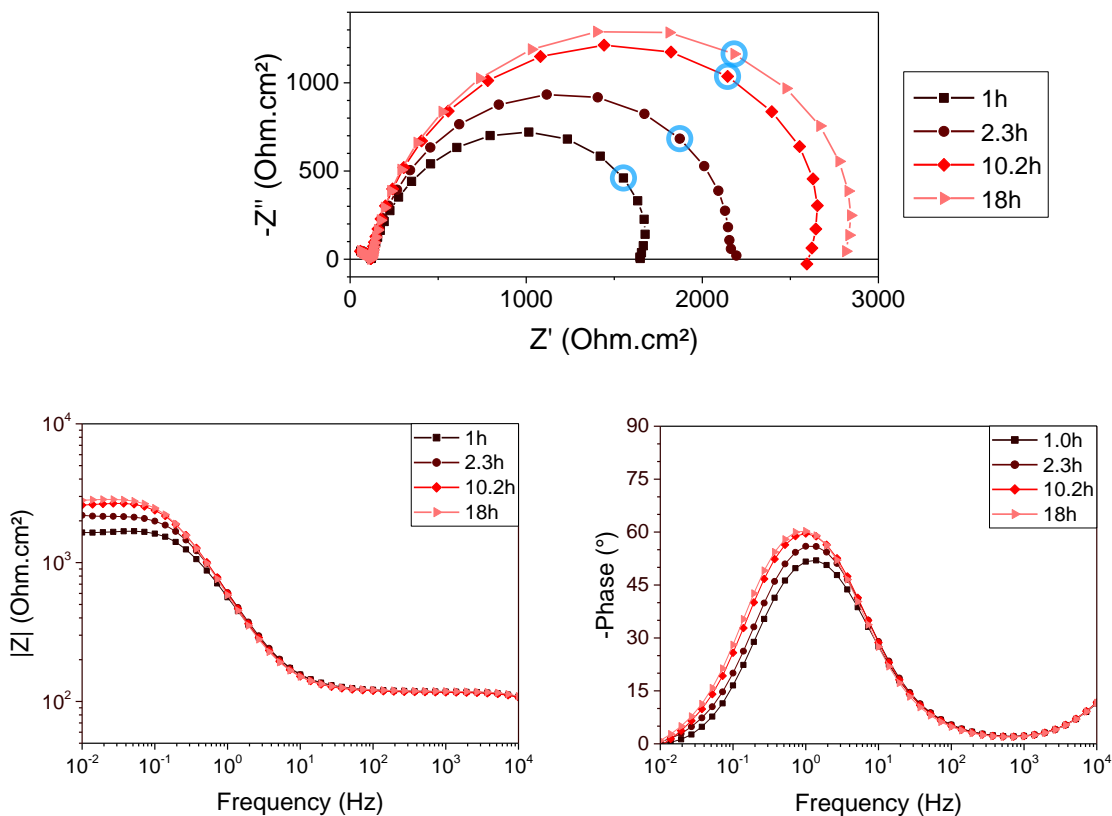 1000
500
0
-Z'' (Ohm.cm²)
0 1000 2000 3000
Z' (Ohm.cm²)
1h
2.3h
10.2h
18h
10⁴
10³
10²
|Z| (Ohm.cm²)
10⁻² 10⁻¹ 10⁰ 10¹ 10² 10³ 10⁴
Frequency (Hz)
1h
2.3h
10.2h
18h
90
75
60
45
30
15
0
-Phase (°)
10⁻² 10⁻¹ 10⁰ 10¹ 10² 10³ 10⁴
Frequency (Hz)
1.0h
2.3h
10.2h
18h